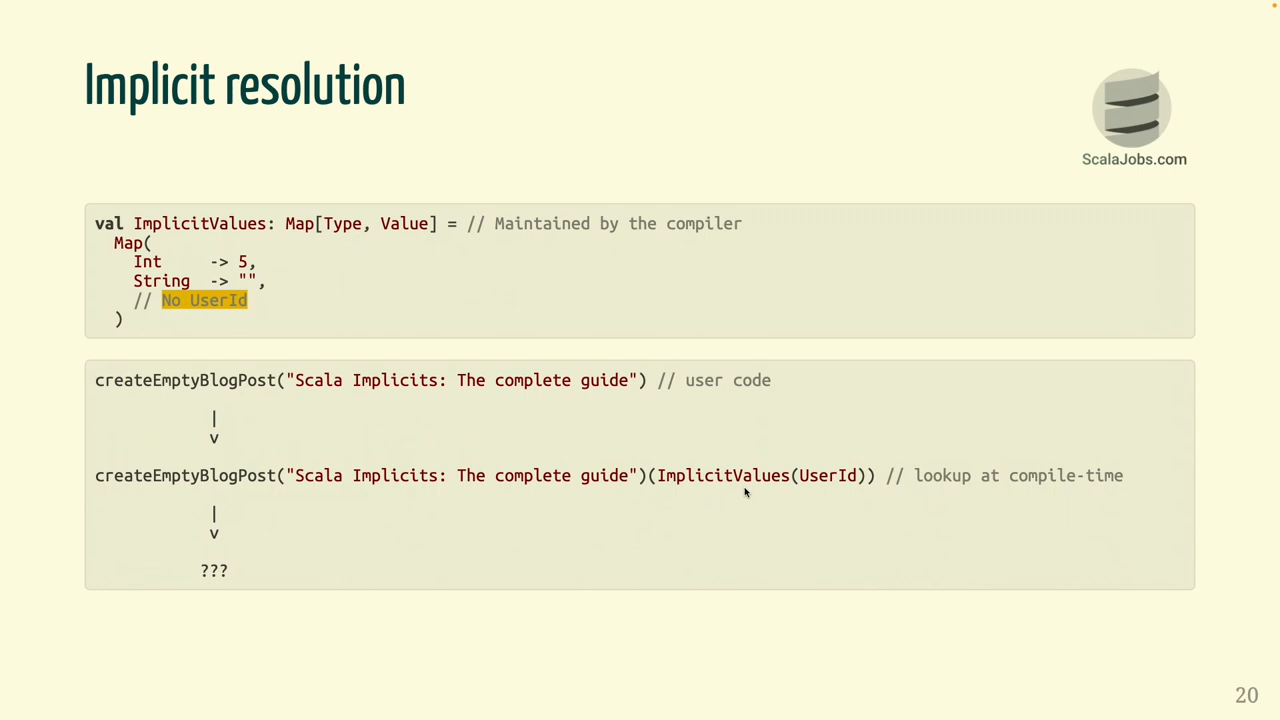 Implicit resolution
ScalaJobs.com
val ImplicitValues: Map[Type, Value] = // Maintained by the compiler
  Map(
    Int     -> 5,
    String  -> "",
    // No UserId
  )
createEmptyBlogPost("Scala Implicits: The complete guide") // user code
            |
            v
createEmptyBlogPost("Scala Implicits: The complete guide")(ImplicitValues(UserId)) // lookup at compile-time
            |
            v
           ???
20